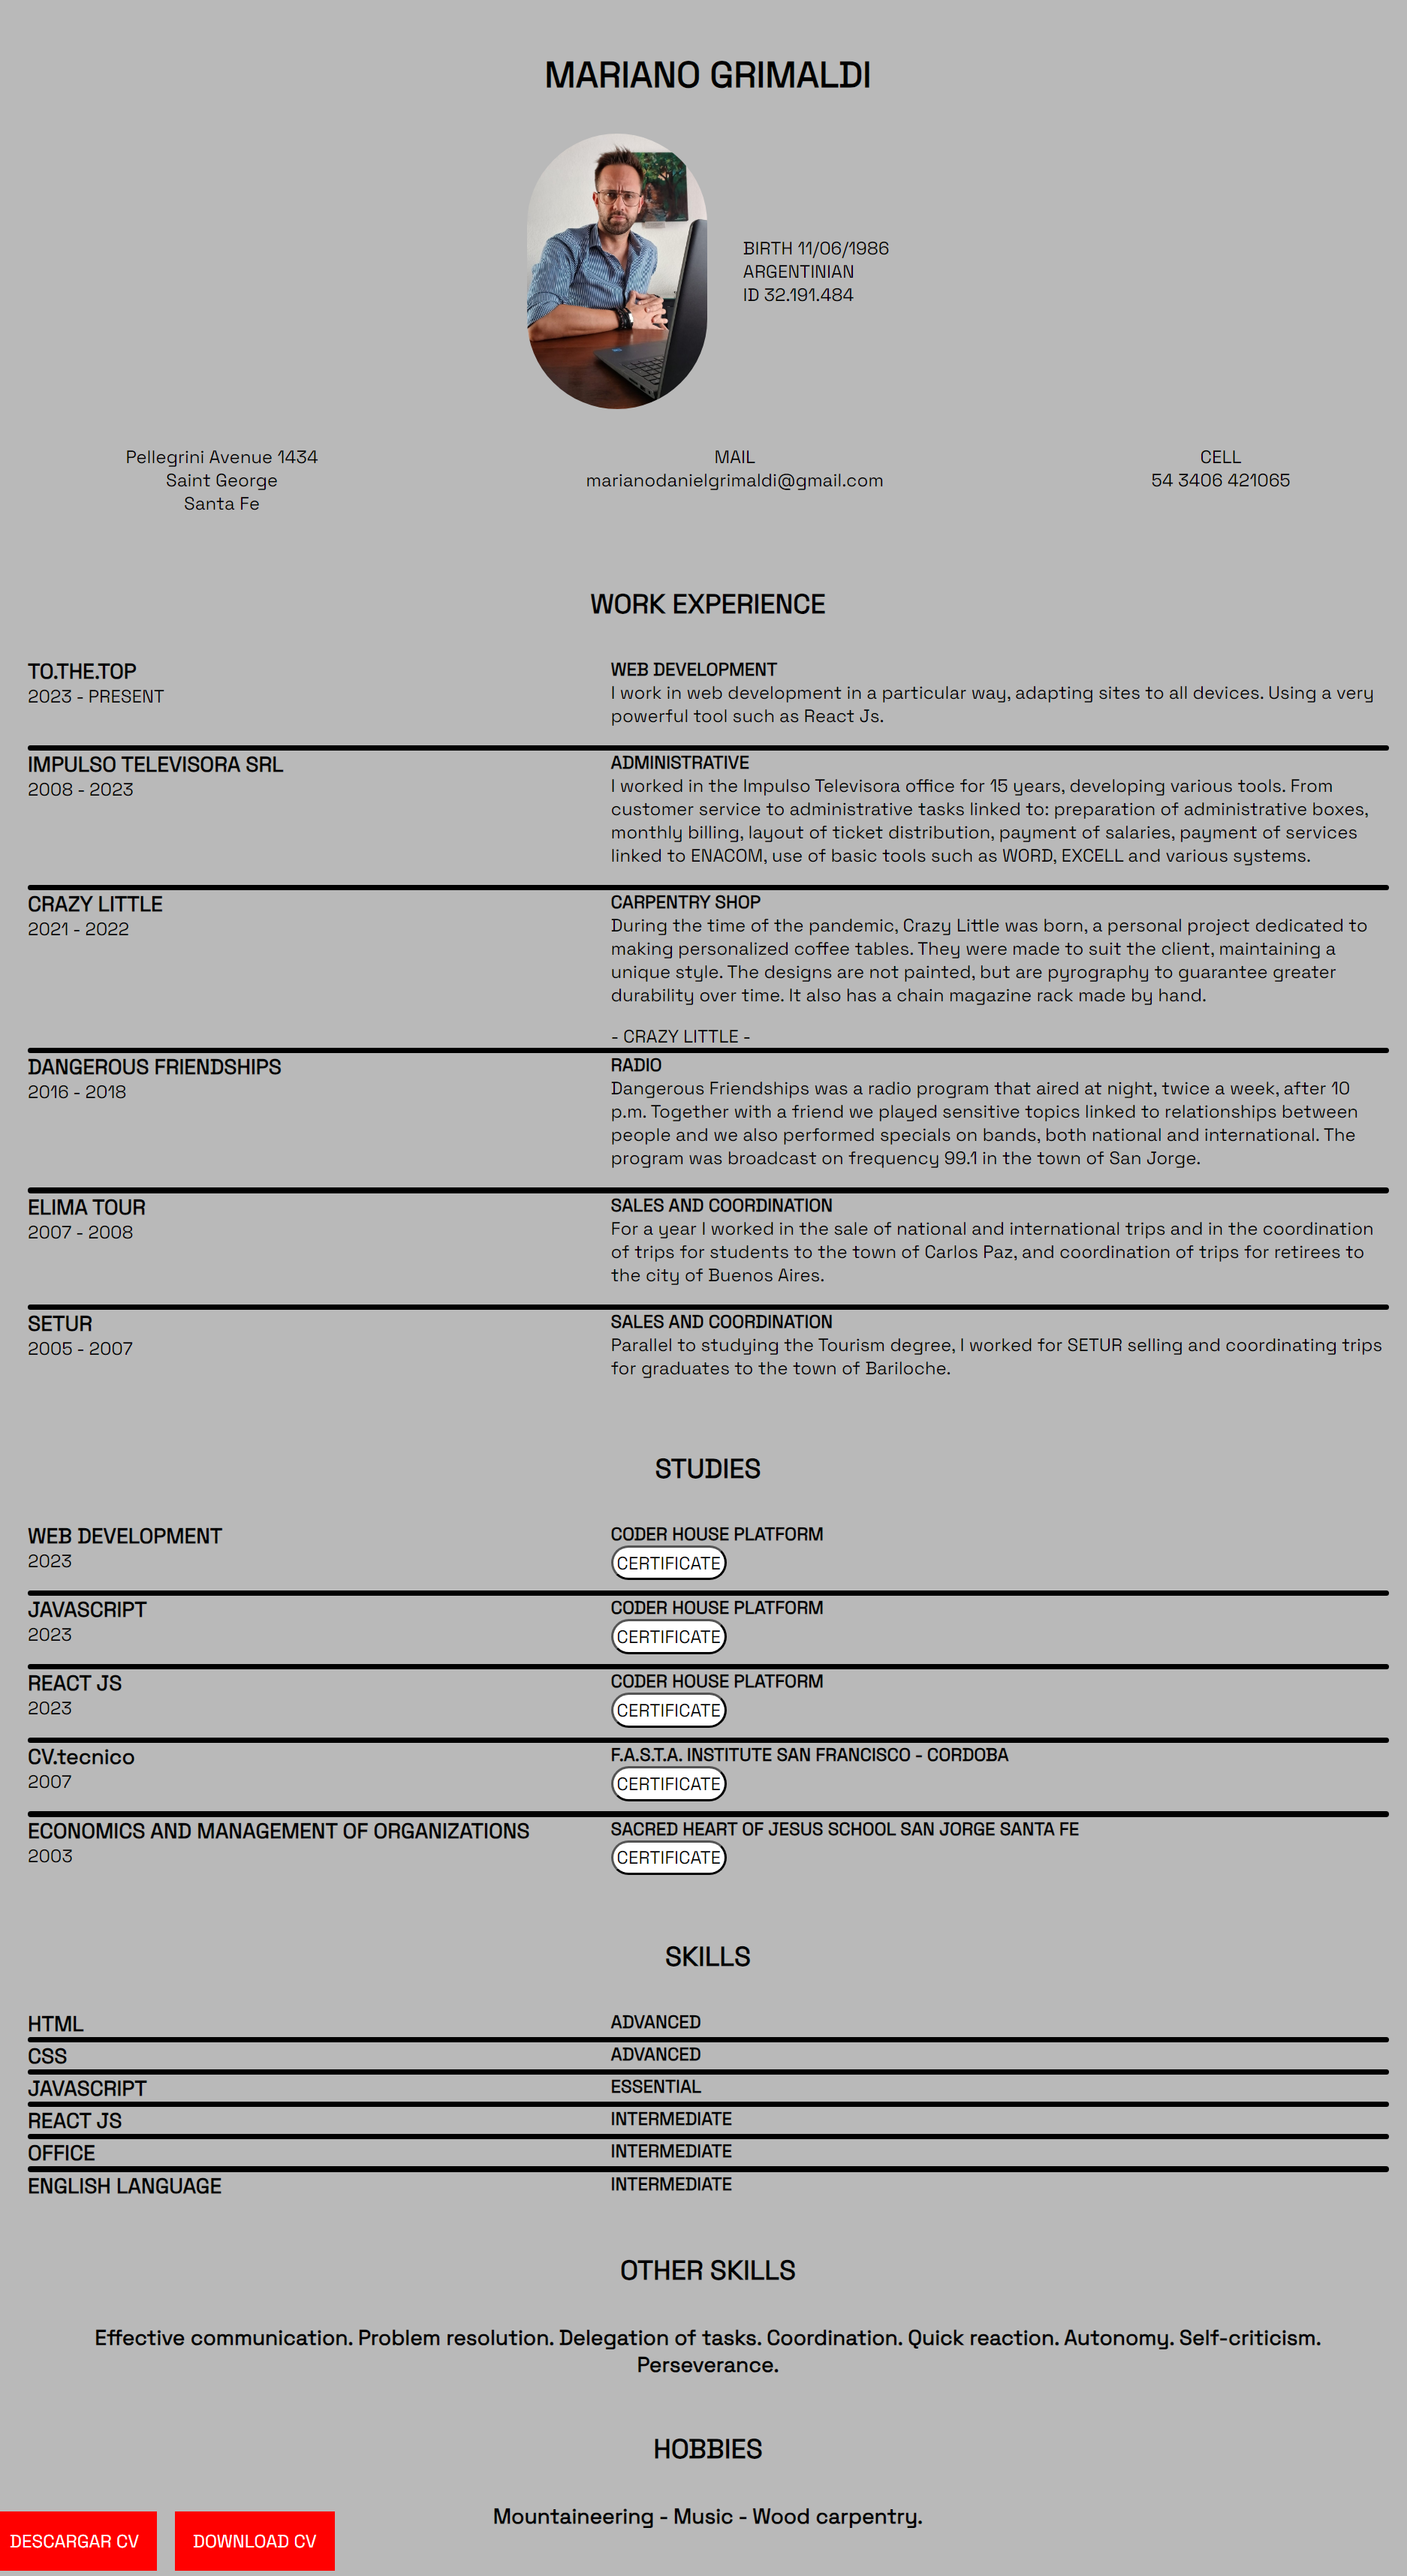 MARIANO GRIMALDI
BIRTH 11/06/1986
ARGENTINIAN
ID 32.191.484
Pellegrini Avenue 1434
Saint George
Santa Fe
MAIL
marianodanielgrimaldi@gmail.com
CELL
54 3406 421065
WORK EXPERIENCE
TO.THE.TOP
2023 - PRESENT
WEB DEVELOPMENT
I work in web development in a particular way, adapting sites to all devices. Using a very
powerful tool such as React Js.
IMPULSO TELEVISORA SRL
2008 - 2023
ADMINISTRATIVE
I worked in the Impulso Televisora office for 15 years, developing various tools. From
customer service to administrative tasks linked to: preparation of administrative boxes,
monthly billing, layout of ticket distribution, payment of salaries, payment of services
linked to ENACOM, use of basic tools such as WORD, EXCELL and various systems.
CRAZY LITTLE
2021 - 2022
CARPENTRY SHOP
During the time of the pandemic, Crazy Little was born, a personal project dedicated to
making personalized coffee tables. They were made to suit the client, maintaining a
unique style. The designs are not painted, but are pyrography to guarantee greater
durability over time. It also has a chain magazine rack made by hand.
- CRAZY LITTLE -
DANGEROUS FRIENDSHIPS
2016 - 2018
RADIO
Dangerous Friendships was a radio program that aired at night, twice a week, after 10
p.m. Together with a friend we played sensitive topics linked to relationships between
people and we also performed specials on bands, both national and international. The
program was broadcast on frequency 99.1 in the town of San Jorge.
ELIMA TOUR
2007 - 2008
SALES AND COORDINATION
For a year I worked in the sale of national and international trips and in the coordination
of trips for students to the town of Carlos Paz, and coordination of trips for retirees to
the city of Buenos Aires.
SETUR
2005 - 2007
SALES AND COORDINATION
Parallel to studying the Tourism degree, I worked for SETUR selling and coordinating trips
for graduates to the town of Bariloche.
STUDIES
WEB DEVELOPMENT
2023
CODER HOUSE PLATFORM
CERTIFICATE
JAVASCRIPT
2023
CODER HOUSE PLATFORM
CERTIFICATE
REACT JS
2023
CODER HOUSE PLATFORM
CERTIFICATE
CV.tecnico
2007
F.A.S.T.A. INSTITUTE SAN FRANCISCO - CORDOBA
CERTIFICATE
ECONOMICS AND MANAGEMENT OF ORGANIZATIONS
2003
SACRED HEART OF JESUS SCHOOL SAN JORGE SANTA FE
CERTIFICATE
SKILLS
HTML
ADVANCED
CSS
ADVANCED
JAVASCRIPT
ESSENTIAL
REACT JS
INTERMEDIATE
OFFICE
INTERMEDIATE
ENGLISH LANGUAGE
INTERMEDIATE
OTHER SKILLS
Effective communication. Problem resolution. Delegation of tasks. Coordination. Quick reaction. Autonomy. Self-criticism.
Perseverance.
HOBBIES
Mountaineering - Music - Wood carpentry.
DESCARGAR CV
DOWNLOAD CV